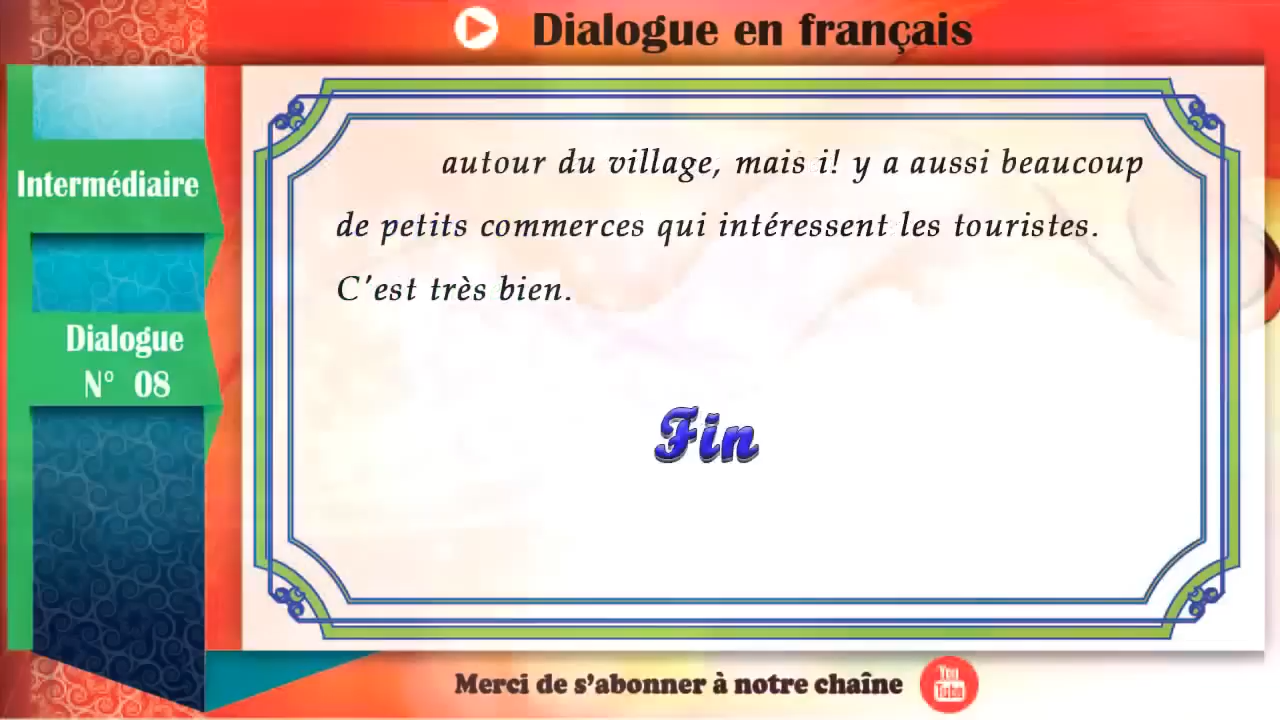 Dialogue en français
Intermédiaire
Dialogue
N° 08
autour du village, mais i! y a aussi beaucoup
de petits commerces qui intéressent les touristes.
C'est très bien.
Fin
Merci de s'abonner à notre chaîne
You
Tube